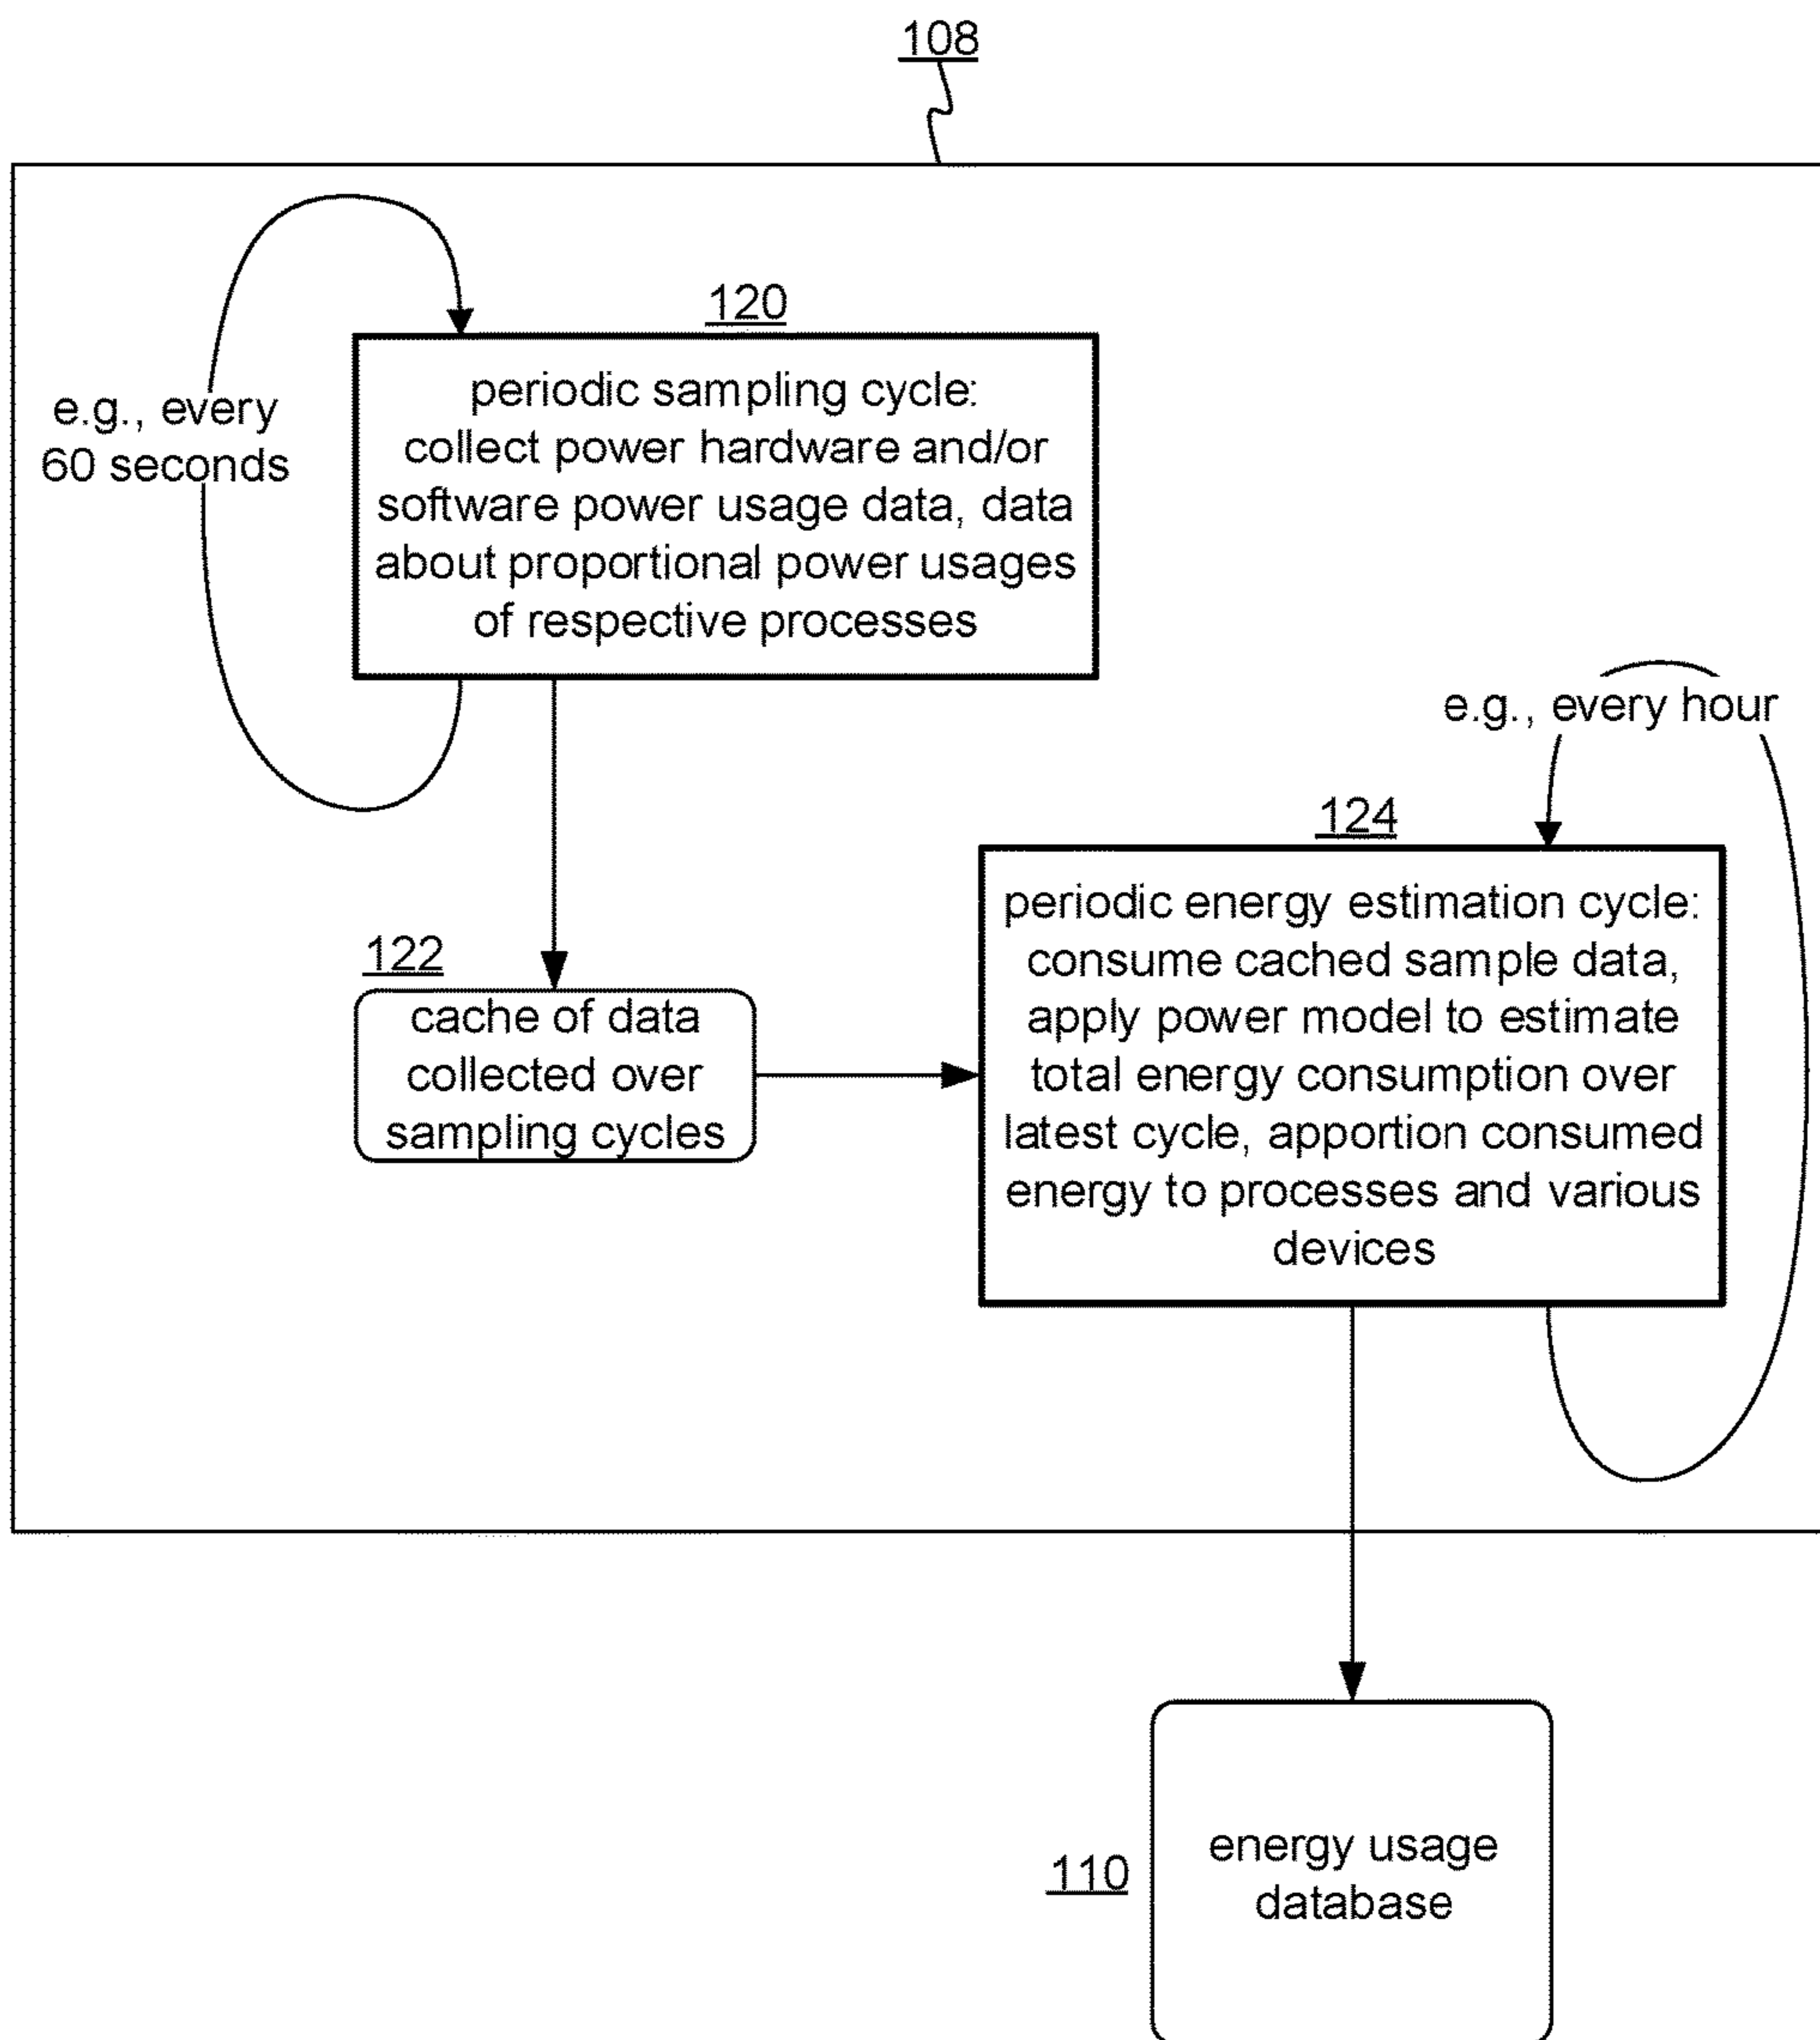 108
120
periodic sampling cycle:
collect power hardware and/or
software power usage data, data
about proportional power usages
of respective processes
e.g., every
60 seconds
e.g., every hour
124
periodic energy estimation cycle:
consume cached sample data,
apply power model to estimate
total energy consumption over
latest cycle, apportion consumed
energy to processes and various
devices
122
cache of data
collected over
sampling cycles
110
energy usage
database